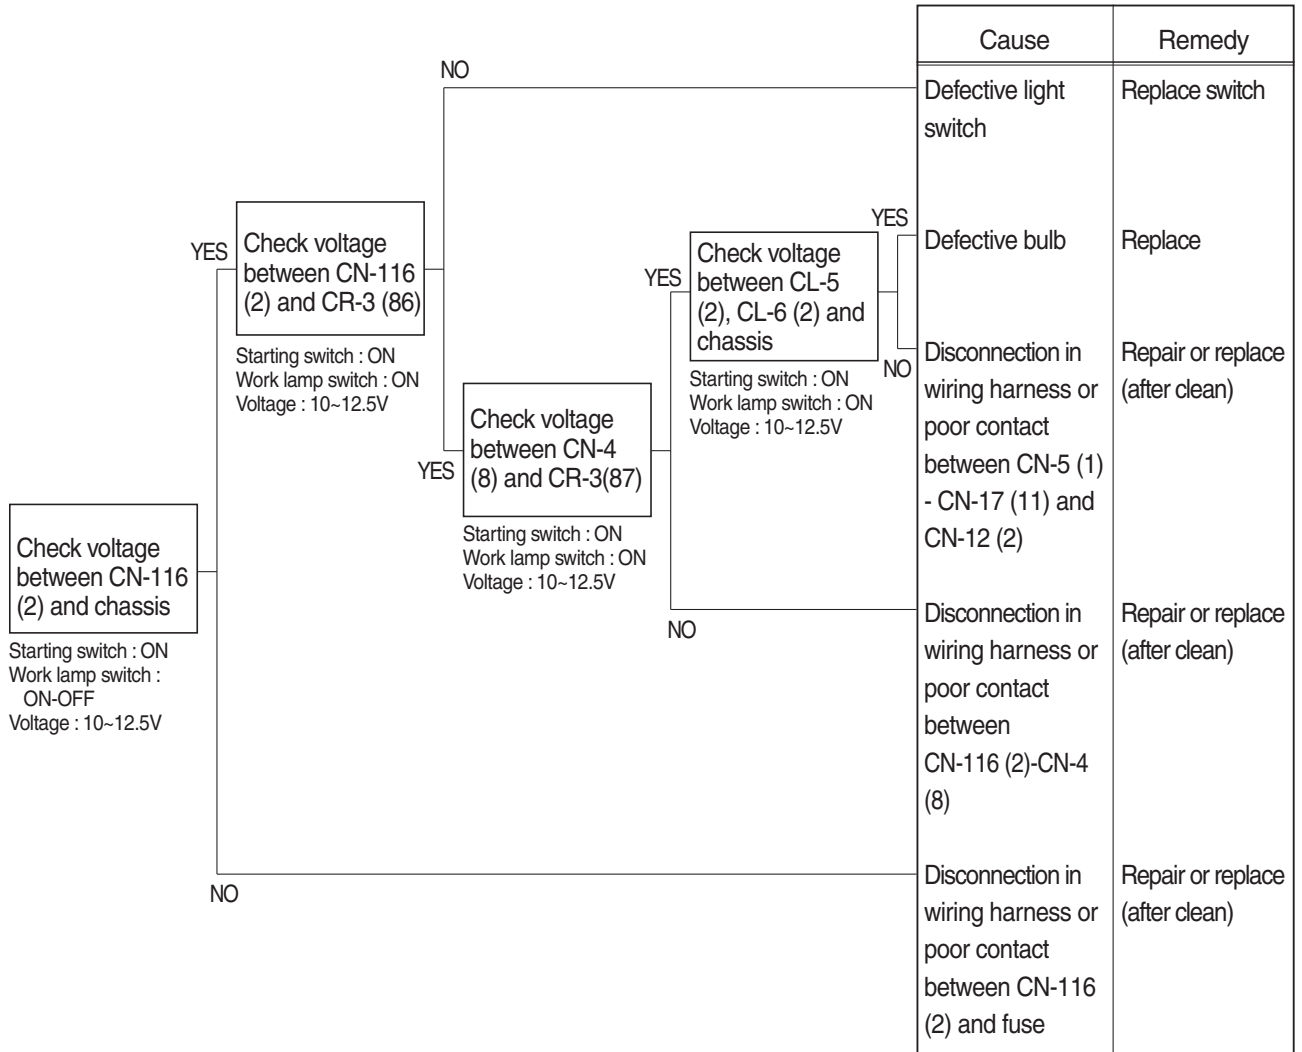 Cause
Remedy
NO
Defective light
switch
Replace switch
YES
Check voltage
between CN-116
(2) and CR-3 (86)
Starting switch : ON
Work lamp switch : ON
Voltage : 10~12.5V
YES
Check voltage
between CL-5
(2), CL-6 (2) and
chassis
Starting switch : ON
Work lamp switch : ON
Voltage : 10~12.5V
YES
Defective bulb
Replace
NO
Disconnection in
wiring harness or
poor contact
between CN-5 (1)
- CN-17 (11) and
CN-12 (2)
Repair or replace
(after clean)
YES
Check voltage
between CN-4
(8) and CR-3(87)
Starting switch : ON
Work lamp switch : ON
Voltage : 10~12.5V
NO
Disconnection in
wiring harness or
poor contact
between
CN-116 (2)-CN-4
(8)
Repair or replace
(after clean)
Check voltage
between CN-116
(2) and chassis
Starting switch : ON
Work lamp switch :
ON-OFF
Voltage : 10~12.5V
NO
Disconnection in
wiring harness or
poor contact
between CN-116
(2) and fuse
Repair or replace
(after clean)